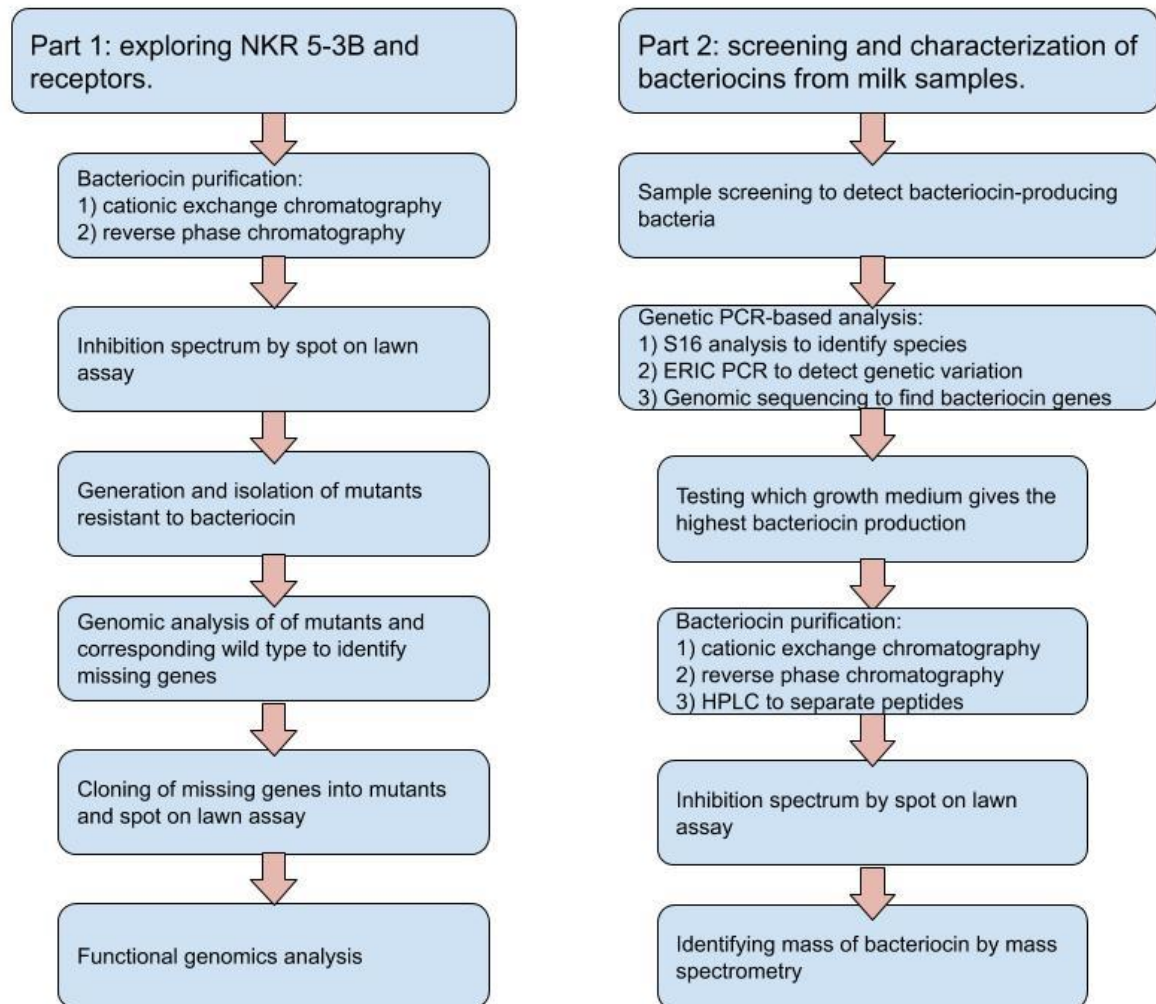 Part 1: exploring NKR 5-3B and
receptors.
Bacteriocin purification:
1) cationic exchange chromatography
2) reverse phase chromatography
Inhibition spectrum by spot on lawn
assay
Generation and isolation of mutants
resistant to bacteriocin
Genomic analysis of of mutants and
corresponding wild type to identify
missing genes
Cloning of missing genes into mutants
and spot on lawn assay
Functional genomics analysis
Part 2: screening and characterization of
bacteriocins from milk samples.
Sample screening to detect bacteriocin-producing
bacteria
Genetic PCR-based analysis:
1) S16 analysis to identify species
2) ERIC PCR to detect genetic variation
3) Genomic sequencing to find bacteriocin genes
Testing which growth medium gives the
highest bacteriocin production
Bacteriocin purification:
1) cationic exchange chromatography
2) reverse phase chromatography
3) HPLC to separate peptides
Inhibition spectrum by spot on lawn
assay
Identifying mass of bacteriocin by mass
spectrometry